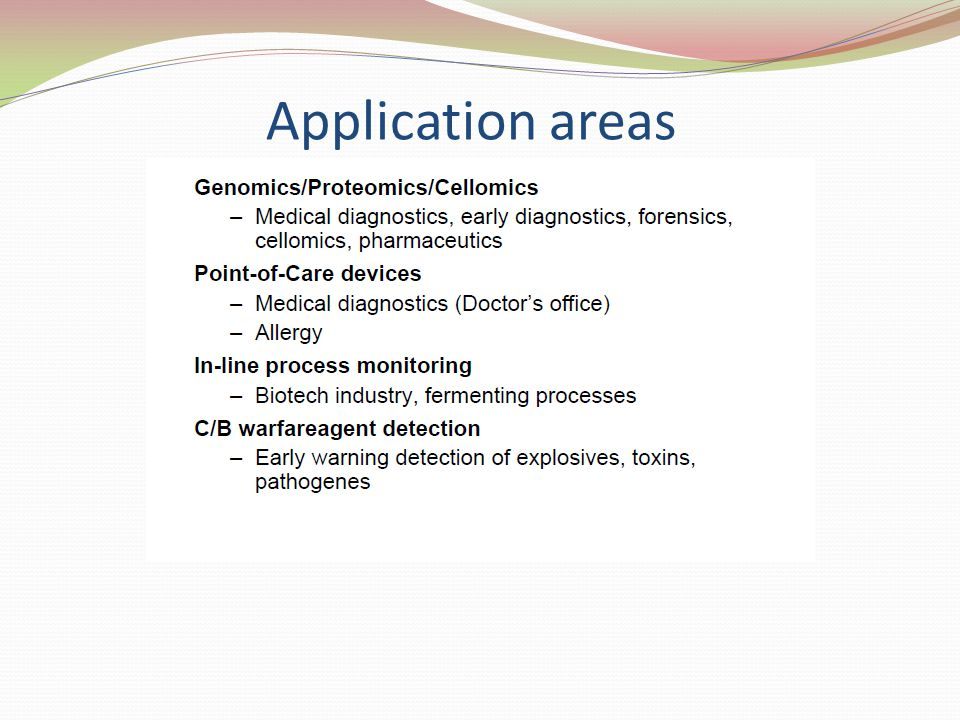 Application areas
Genomics/Proteomics/Cellomics
– Medical diagnostics, early diagnostics, forensics,
cellomics, pharmaceutics
Point-of-Care devices
– Medical diagnostics (Doctor’s office)
– Allergy
In-line process monitoring
– Biotech industry, fermenting processes
C/B warfareagent detection
– Early warning detection of explosives, toxins,
pathogenes